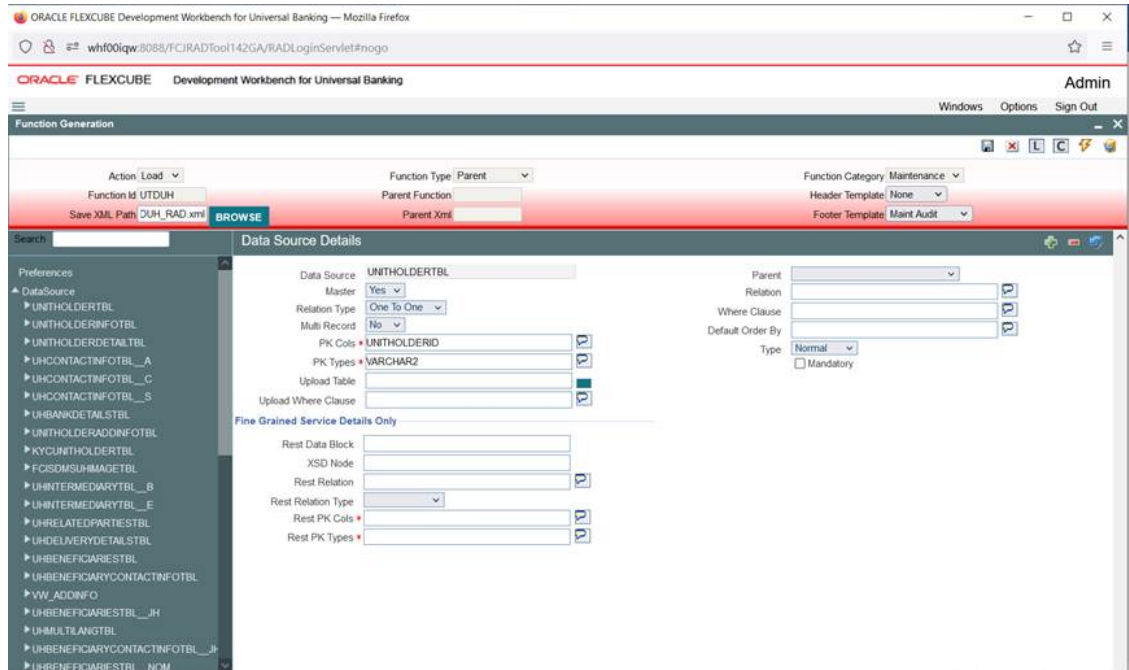 ORACLE FLEXCUBE Development Workbench for Universal Banking — Mozilla Firefox
whf00iqw:8088/FCJRADTool142GA/RADLoginServlet#nogo
ORACLE FLEXCUBE Development Workbench for Universal Banking Admin
Windows Options Sign Out
Function Generation
L C
Action Load Function Type Parent Function Category Maintenance
Function Id UTDUH Parent Function Header Template None
Save XML Path DUH_RAD.xml BROWSE Parent Xml Footer Template Maint Audit
Search Data Source Details
Preferences
DataSource
UNITHOLDERTBL
UNITHOLDERINFOTBL
UNITHOLDERDETAILTBL
UHCONTACTINFOTBL__A
UHCONTACTINFOTBL__C
UHCONTACTINFOTBL__S
UHBANKDETAILSTBL
UNITHOLDERADDINFOTBL
KYCUNITHOLDERTBL
FCISDMSUHIMAGETBL
UHINTERMEDIARYTBL__B
UHINTERMEDIARYTBL__E
UHRELATEDPARTIESTBL
UHDELIVERYDETAILSTBL
UHBENEFICIARIESTBL
UHBENEFICIARYCONTACTINFOTBL
VW_ADDINFO
UHBENEFICIARIESTBL__JH
UHMULTILANGTBL
UHBENEFICIARYCONTACTINFOTBL__JH
UHBENEFICIARIESTBL__NOM
Data Source UNITHOLDERTBL
Master Yes
Relation Type One To One
Multi Record No
PK Cols * UNITHOLDERID
PK Types * VARCHAR2
Upload Table
Upload Where Clause
Parent
Relation
Where Clause
Default Order By
Type Normal
Mandatory
Fine Grained Service Details Only
Rest Data Block
XSD Node
Rest Relation
Rest Relation Type
Rest PK Cols *
Rest PK Types *